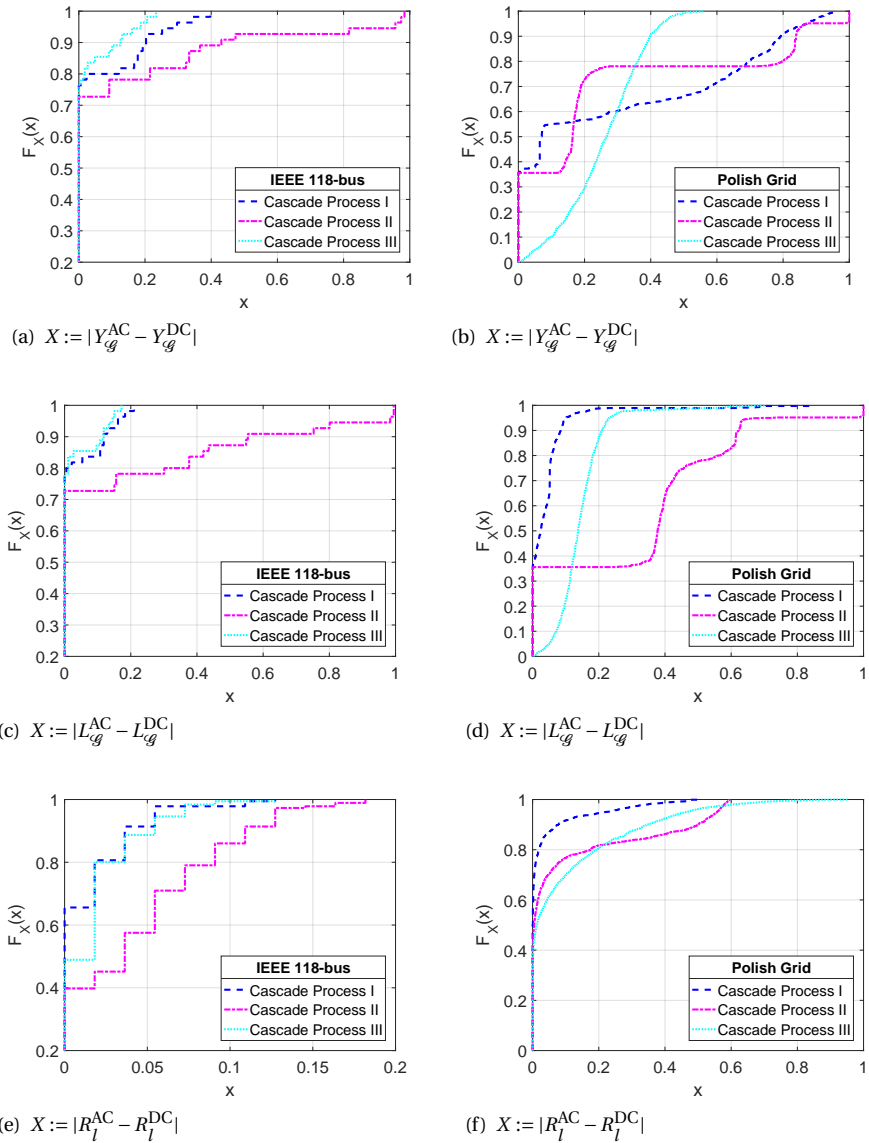 1
0.9
0.8
0.7
0.6
0.5
0.4
0.3
0.2
F_X(x)
IEEE 118-bus
Cascade Process I
Cascade Process II
Cascade Process III
0 0.2 0.4 0.6 0.8 1
x
(a) X := |Y_𝒢^AC − Y_𝒢^DC|
1
0.9
0.8
0.7
0.6
0.5
0.4
0.3
0.2
0.1
0
F_X(x)
Polish Grid
Cascade Process I
Cascade Process II
Cascade Process III
0 0.2 0.4 0.6 0.8 1
x
(b) X := |Y_𝒢^AC − Y_𝒢^DC|
1
0.9
0.8
0.7
0.6
0.5
0.4
0.3
0.2
F_X(x)
IEEE 118-bus
Cascade Process I
Cascade Process II
Cascade Process III
0 0.2 0.4 0.6 0.8 1
x
(c) X := |L_𝒢^AC − L_𝒢^DC|
1
0.9
0.8
0.7
0.6
0.5
0.4
0.3
0.2
0.1
0
F_X(x)
Polish Grid
Cascade Process I
Cascade Process II
Cascade Process III
0 0.2 0.4 0.6 0.8 1
x
(d) X := |L_𝒢^AC − L_𝒢^DC|
1
0.8
0.6
0.4
0.2
F_X(x)
IEEE 118-bus
Cascade Process I
Cascade Process II
Cascade Process III
0 0.05 0.1 0.15 0.2
x
(e) X := |R_l^AC − R_l^DC|
1
0.8
0.6
0.4
0.2
0
F_X(x)
Polish Grid
Cascade Process I
Cascade Process II
Cascade Process III
0 0.2 0.4 0.6 0.8 1
x
(f) X := |R_l^AC − R_l^DC|